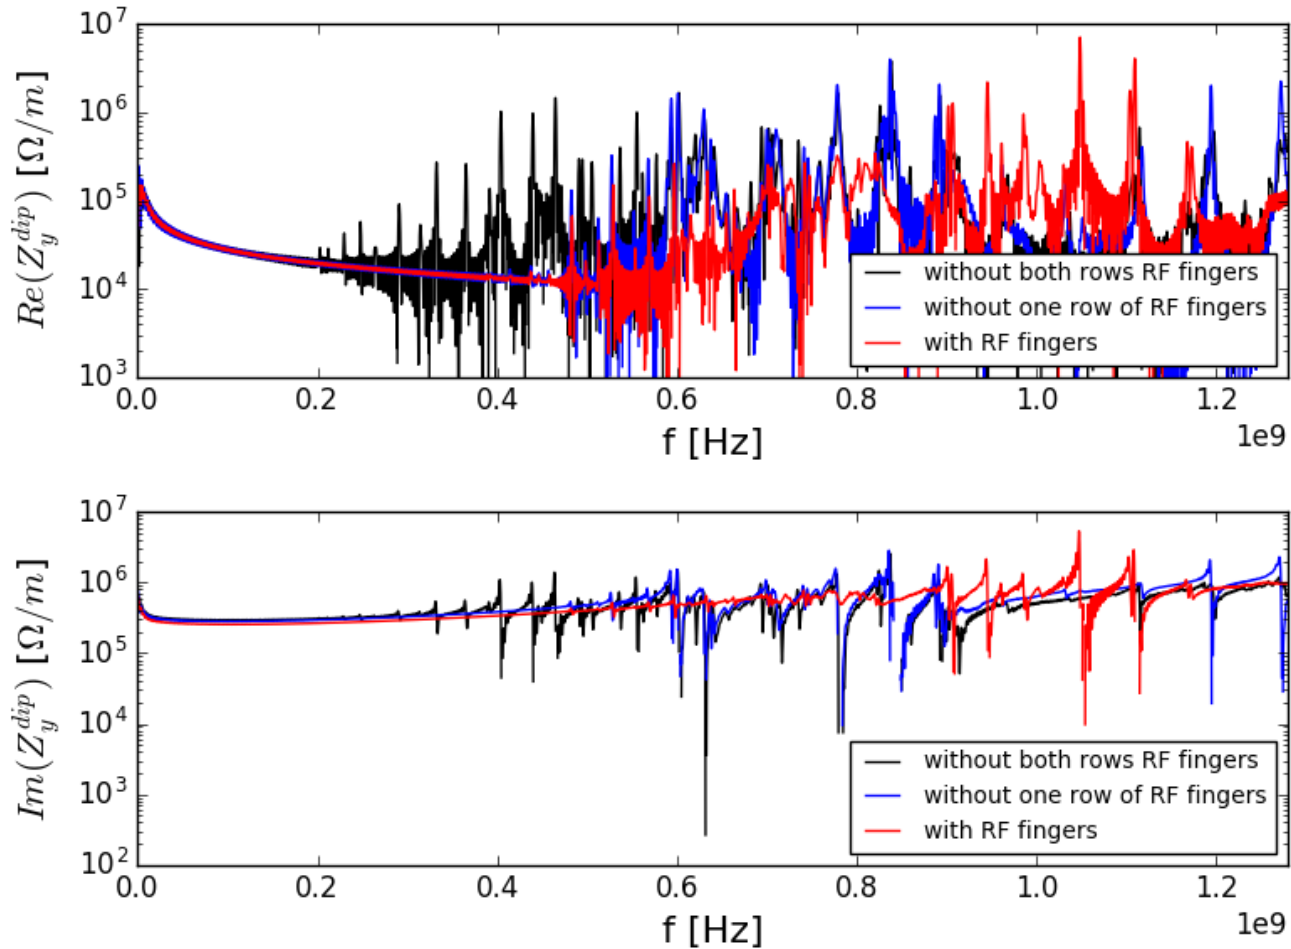 10^7
10^6
10^5
10^4
10^3
Re(Z_y^{dip}) [Ω/m]
0.0 0.2 0.4 0.6 0.8 1.0 1.2
1e9
f [Hz]
without both rows RF fingers
without one row of RF fingers
with RF fingers
10^7
10^6
10^5
10^4
10^3
10^2
Im(Z_y^{dip}) [Ω/m]
0.0 0.2 0.4 0.6 0.8 1.0 1.2
1e9
f [Hz]
without both rows RF fingers
without one row of RF fingers
with RF fingers